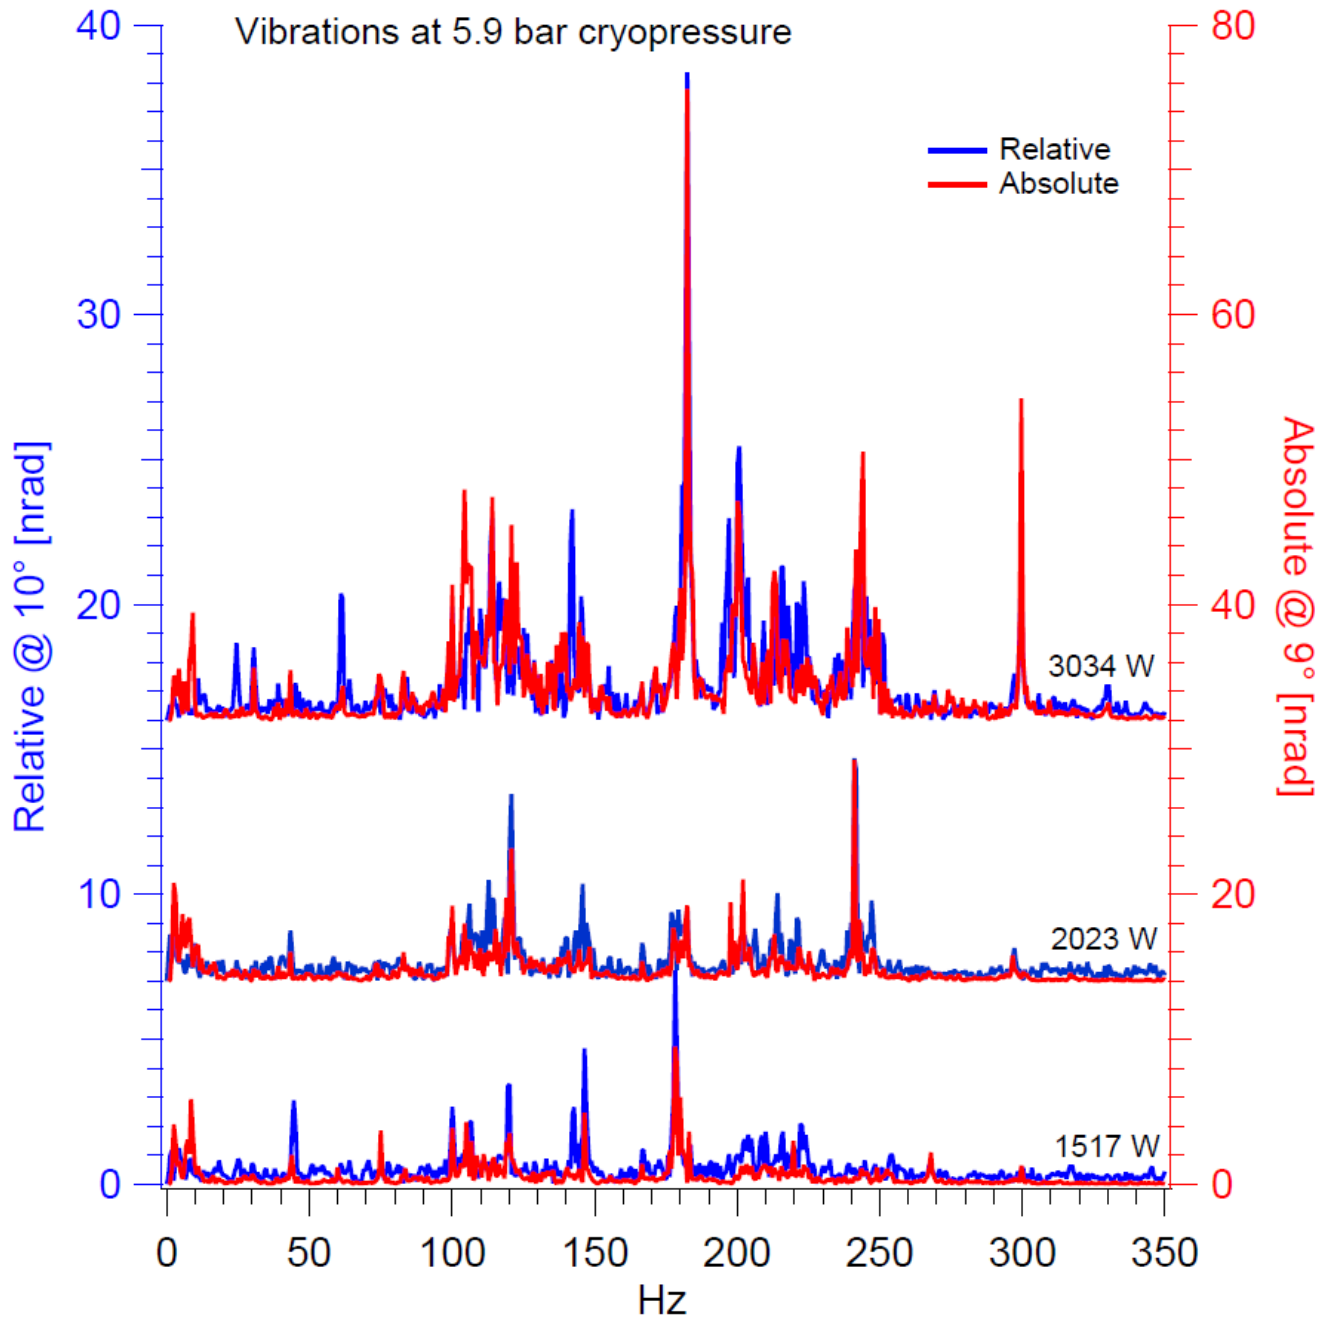 Vibrations at 5.9 bar cryopressure
Relative
Absolute
40
30
20
10
0
Relative @ 10° [nrad]
80
60
40
20
0
Absolute @ 9° [nrad]
3034 W
2023 W
1517 W
0 50 100 150 200 250 300 350
Hz